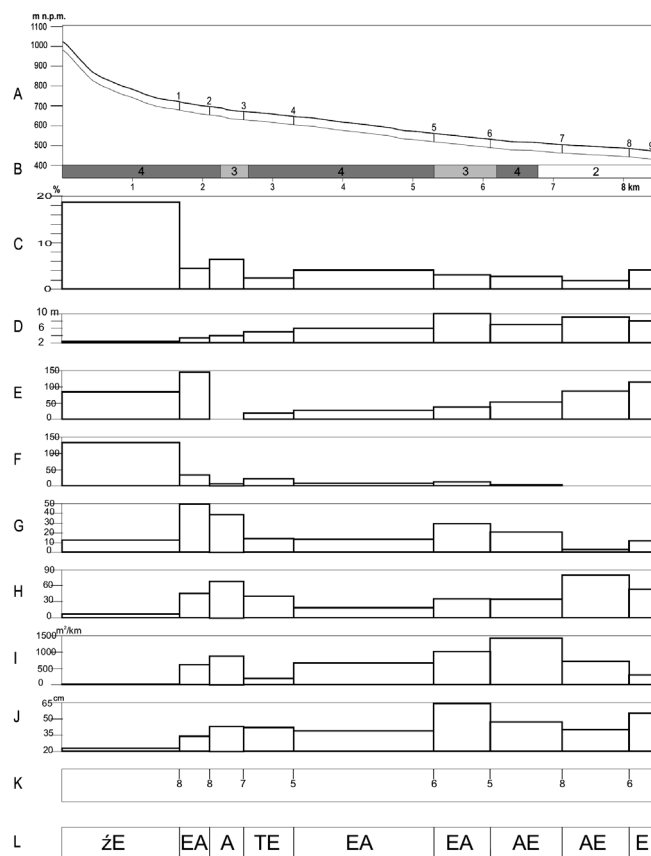 m n.p.m.
1100
1000
900
800
700
600
500
400
A
1 2 3 4 5 6 7 8 9
B
4 3 4 3 4 2
% 1 2 3 4 5 6 7 8 km
20
10
0
C
10 m
6
2
D
150
100
50
0
E
150
100
50
0
F
50
40
30
20
10
0
G
90
60
30
0
H
1500 m²/km
1000
500
0
I
65 cm
50
35
20
J
K
8 8 7 5 6 5 8 6
L
źE EA A TE EA EA AE AE E